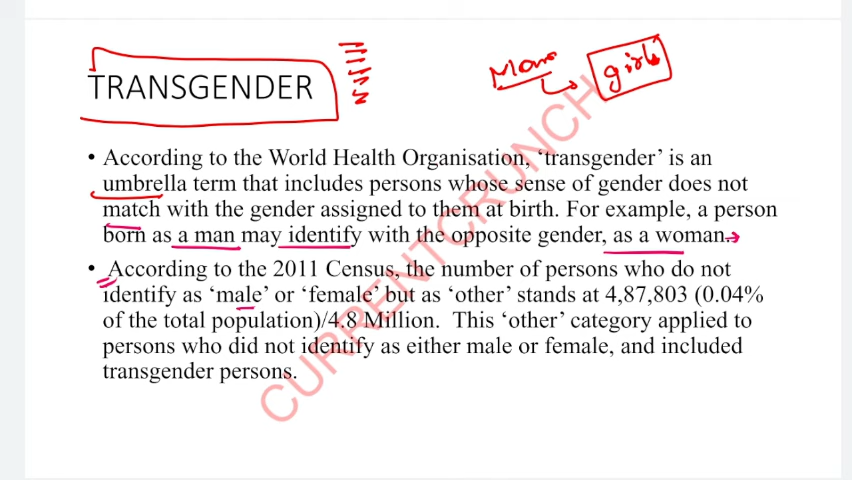 Man
girl
TRANSGENDER
• According to the World Health Organisation, ‘transgender’ is an
umbrella term that includes persons whose sense of gender does not
match with the gender assigned to them at birth. For example, a person
born as a man may identify with the opposite gender, as a woman.
• According to the 2011 Census, the number of persons who do not
identify as ‘male’ or ‘female’ but as ‘other’ stands at 4,87,803 (0.04%
of the total population)/4.8 Million. This ‘other’ category applied to
persons who did not identify as either male or female, and included
transgender persons.
CURRENTCRUNCH